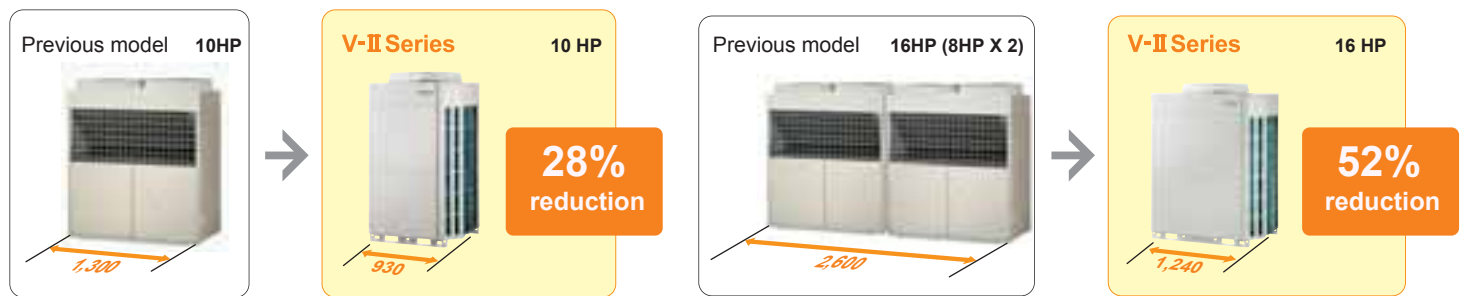 Previous model 10HP
1,300
V-II Series 10 HP
930
28%
reduction
Previous model 16HP (8HP X 2)
2,600
V-II Series 16 HP
1,240
52%
reduction